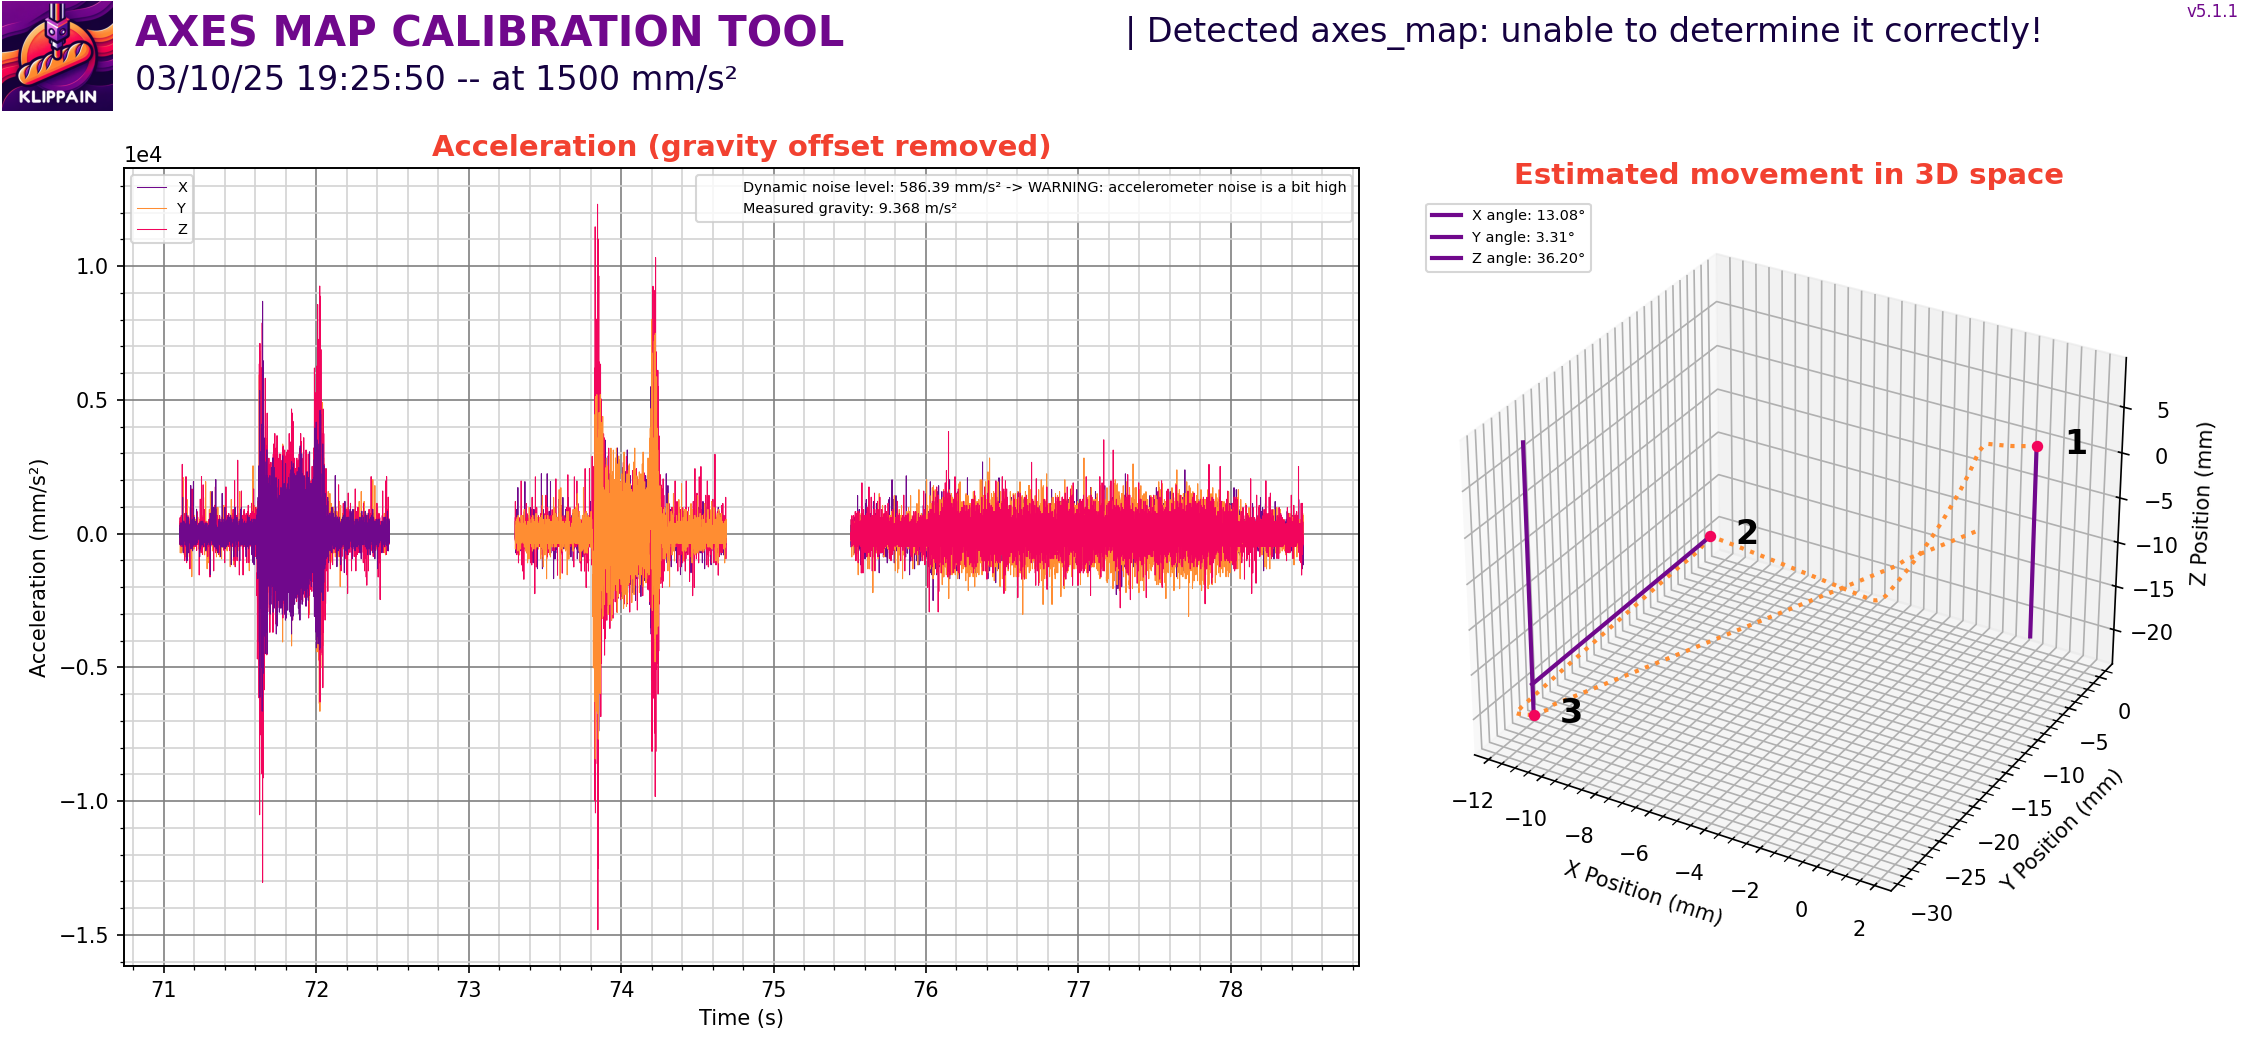 AXES MAP CALIBRATION TOOL
| Detected axes_map: unable to determine it correctly!
v5.1.1
03/10/25 19:25:50 -- at 1500 mm/s²
KLIPPAIN
Acceleration (gravity offset removed)
1e4
X
Y
Z
Dynamic noise level: 586.39 mm/s² -> WARNING: accelerometer noise is a bit high
Measured gravity: 9.368 m/s²
1.0
0.5
0.0
−0.5
−1.0
−1.5
Acceleration (mm/s²)
71
72
73
74
75
76
77
78
Time (s)
Estimated movement in 3D space
X angle: 13.08°
Y angle: 3.31°
Z angle: 36.20°
1
2
3
5
0
−5
−10
−15
−20
Z Position (mm)
0
−5
−10
−15
−20
−25
−30
Y Position (mm)
−12
−10
−8
−6
−4
−2
0
2
X Position (mm)